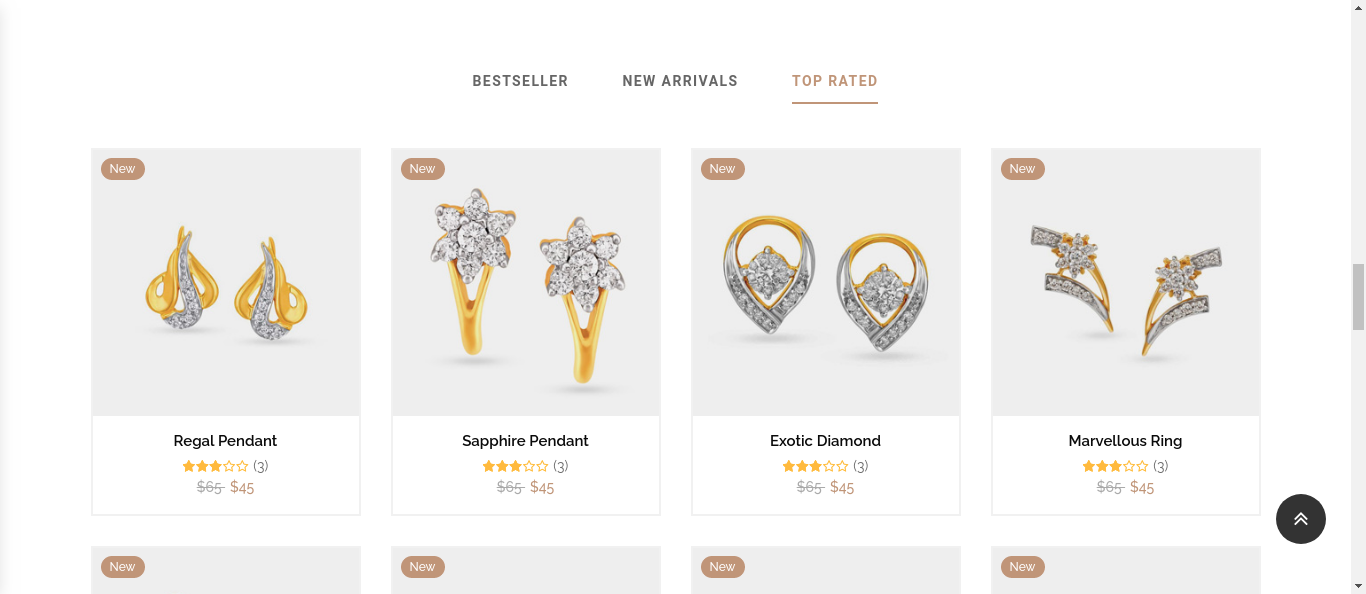 BESTSELLER NEW ARRIVALS TOP RATED
New New New New
Regal Pendant Sapphire Pendant Exotic Diamond Marvellous Ring
(3) (3) (3) (3)
$65 $45 $65 $45 $65 $45 $65 $45
New New New New